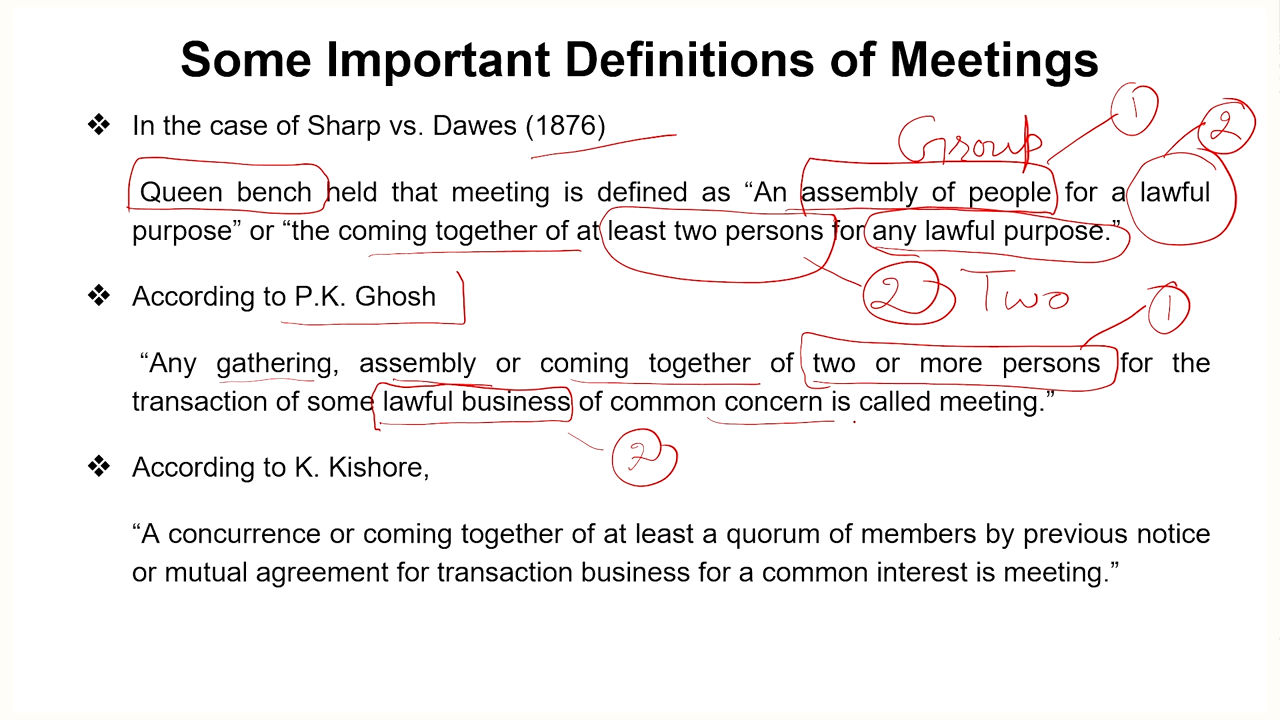 Some Important Definitions of Meetings
❖ In the case of Sharp vs. Dawes (1876)
Group
1
2
Queen bench held that meeting is defined as “An assembly of people for a lawful
purpose” or “the coming together of at least two persons for any lawful purpose.”
2 Two
❖ According to P.K. Ghosh
1
“Any gathering, assembly or coming together of two or more persons for the
transaction of some lawful business of common concern is called meeting.”
2
❖ According to K. Kishore,
“A concurrence or coming together of at least a quorum of members by previous notice
or mutual agreement for transaction business for a common interest is meeting.”